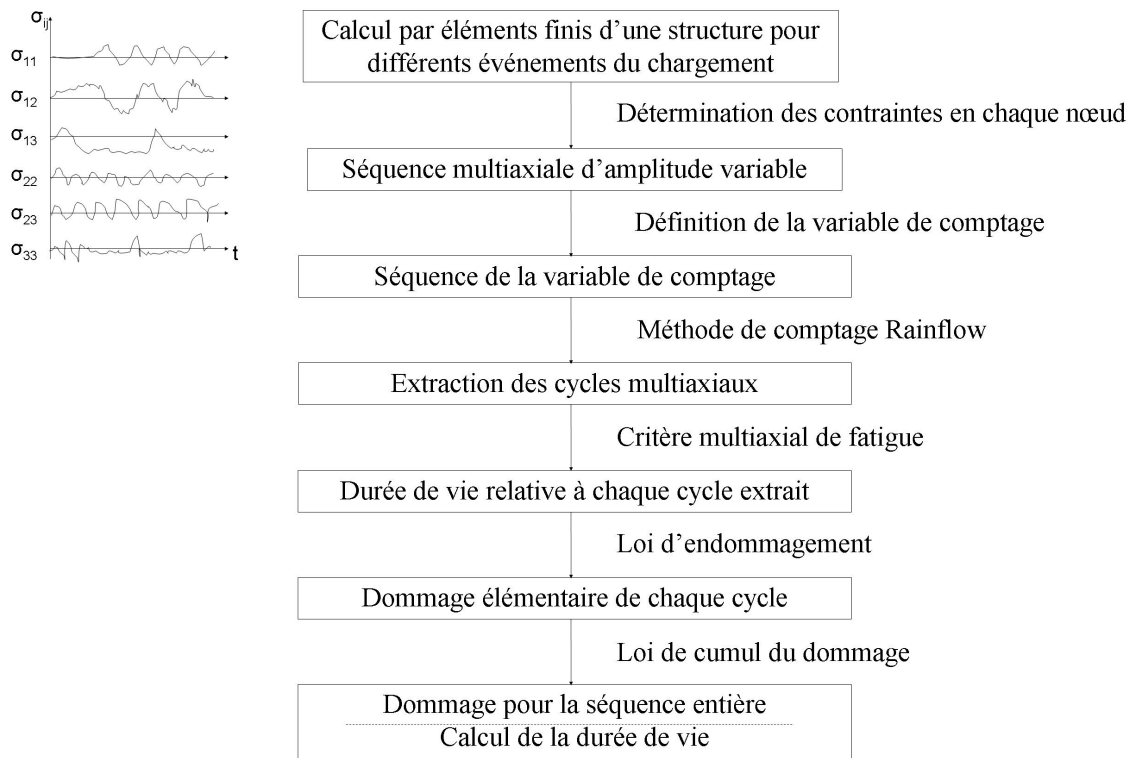 σij
σ11
σ12
σ13
σ22
σ23
σ33
t
Calcul par éléments finis d’une structure pour
différents événements du chargement
Détermination des contraintes en chaque nœud
Séquence multiaxiale d’amplitude variable
Définition de la variable de comptage
Séquence de la variable de comptage
Méthode de comptage Rainflow
Extraction des cycles multiaxiaux
Critère multiaxial de fatigue
Durée de vie relative à chaque cycle extrait
Loi d’endommagement
Dommage élémentaire de chaque cycle
Loi de cumul du dommage
Dommage pour la séquence entière
Calcul de la durée de vie